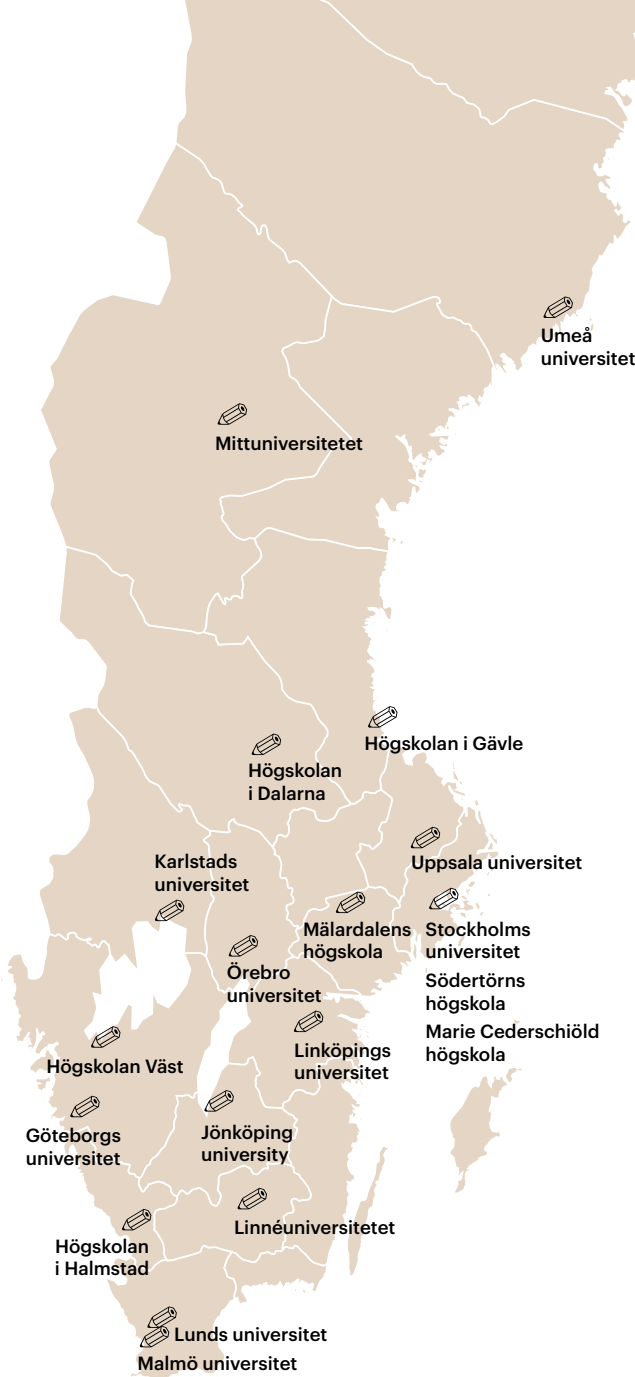 Umeå
universitet
Mittuniversitetet
Högskolan i Gävle
Högskolan
i Dalarna
Uppsala universitet
Karlstads
universitet
Mälardalens
högskola
Stockholms
universitet
Södertörns
högskola
Marie Cederschiöld
högskola
Örebro
universitet
Linköpings
universitet
Högskolan Väst
Göteborgs
universitet
Jönköping
university
Linnéuniversitetet
Högskolan
i Halmstad
Lunds universitet
Malmö universitet